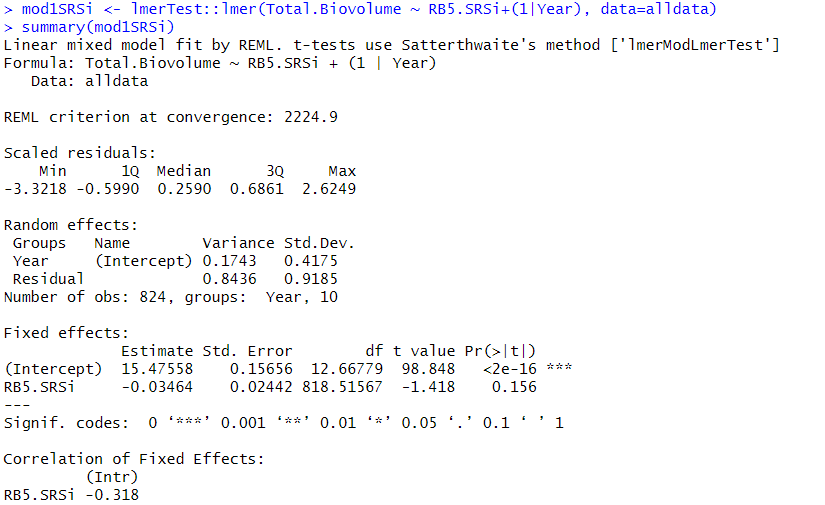 > mod1SRSi <- lmerTest::lmer(Total.Biovolume ~ RB5.SRSi+(1|Year), data=alldata)
> summary(mod1SRSi)
Linear mixed model fit by REML. t-tests use Satterthwaite's method ['lmerModLmerTest']
Formula: Total.Biovolume ~ RB5.SRSi + (1 | Year)
   Data: alldata

REML criterion at convergence: 2224.9

Scaled residuals:
    Min      1Q  Median      3Q     Max
-3.3218 -0.5990  0.2590  0.6861  2.6249

Random effects:
 Groups   Name        Variance Std.Dev.
 Year     (Intercept) 0.1743   0.4175
 Residual             0.8436   0.9185
Number of obs: 824, groups:  Year, 10

Fixed effects:
             Estimate Std. Error        df t value Pr(>|t|)
(Intercept)  15.47558    0.15656  12.66779  98.848   <2e-16 ***
RB5.SRSi     -0.03464    0.02442 818.51567  -1.418    0.156
---
Signif. codes:  0 ‘***’ 0.001 ‘**’ 0.01 ‘*’ 0.05 ‘.’ 0.1 ‘ ’ 1

Correlation of Fixed Effects:
         (Intr)
RB5.SRSi -0.318